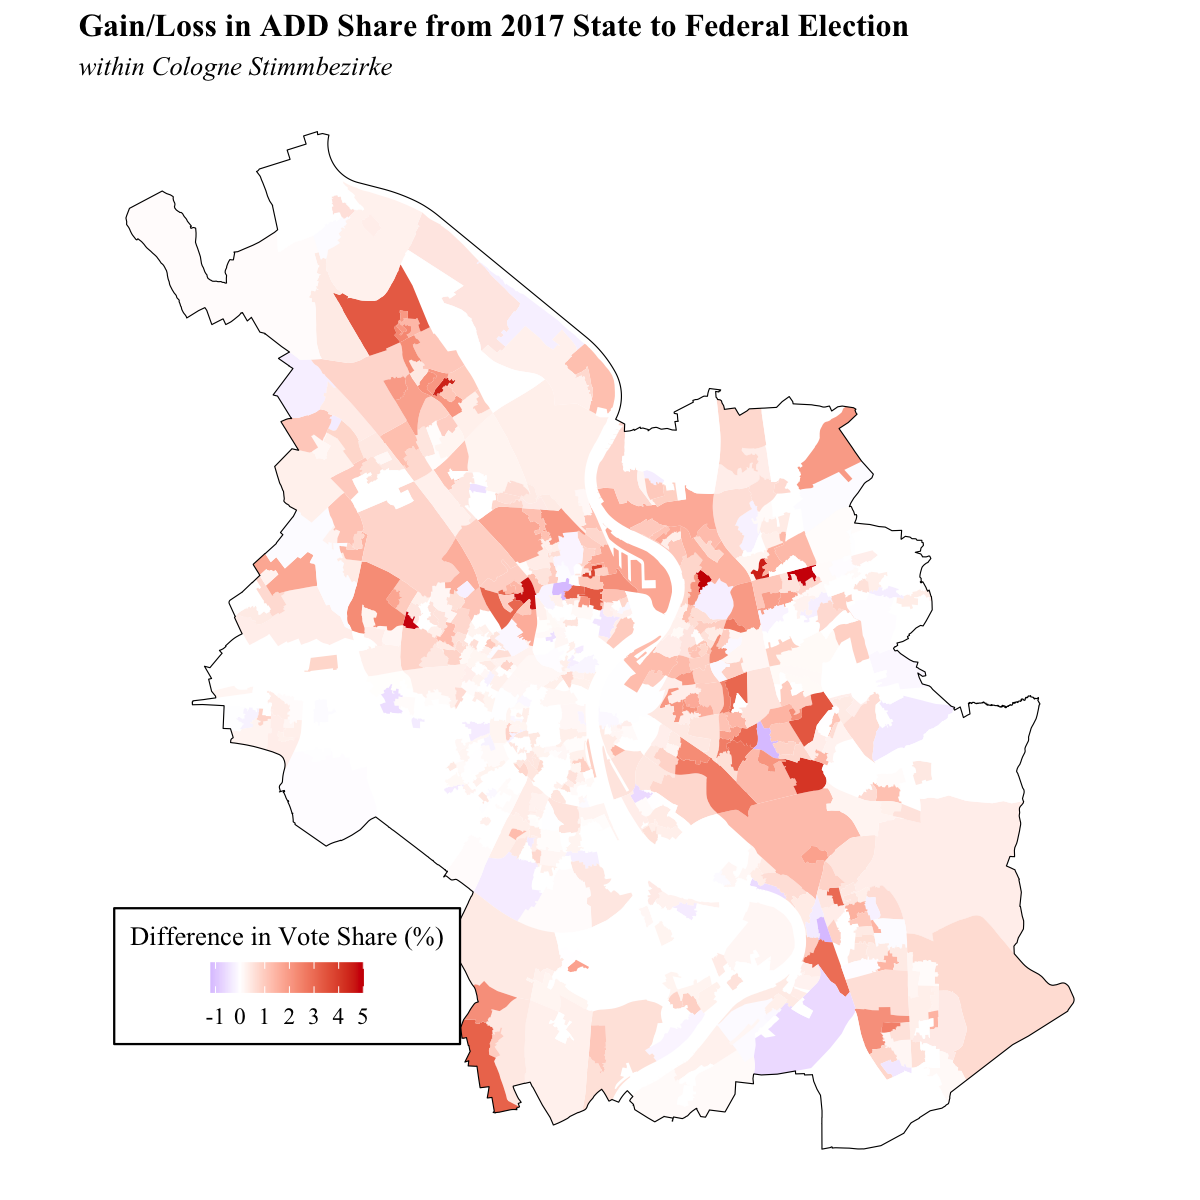 Gain/Loss in ADD Share from 2017 State to Federal Election
within Cologne Stimmbezirke
Difference in Vote Share (%)
-1 0 1 2 3 4 5